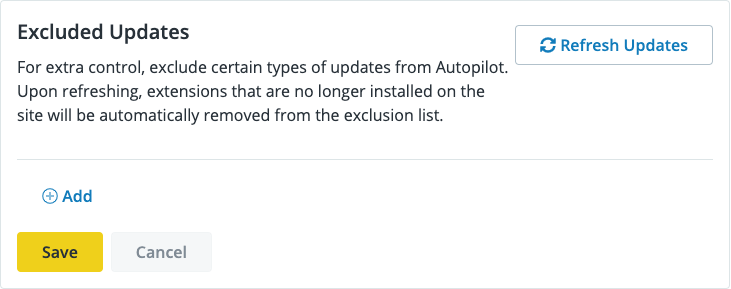 Excluded Updates
Refresh Updates
For extra control, exclude certain types of updates from Autopilot.
Upon refreshing, extensions that are no longer installed on the
site will be automatically removed from the exclusion list.
Add
Save
Cancel